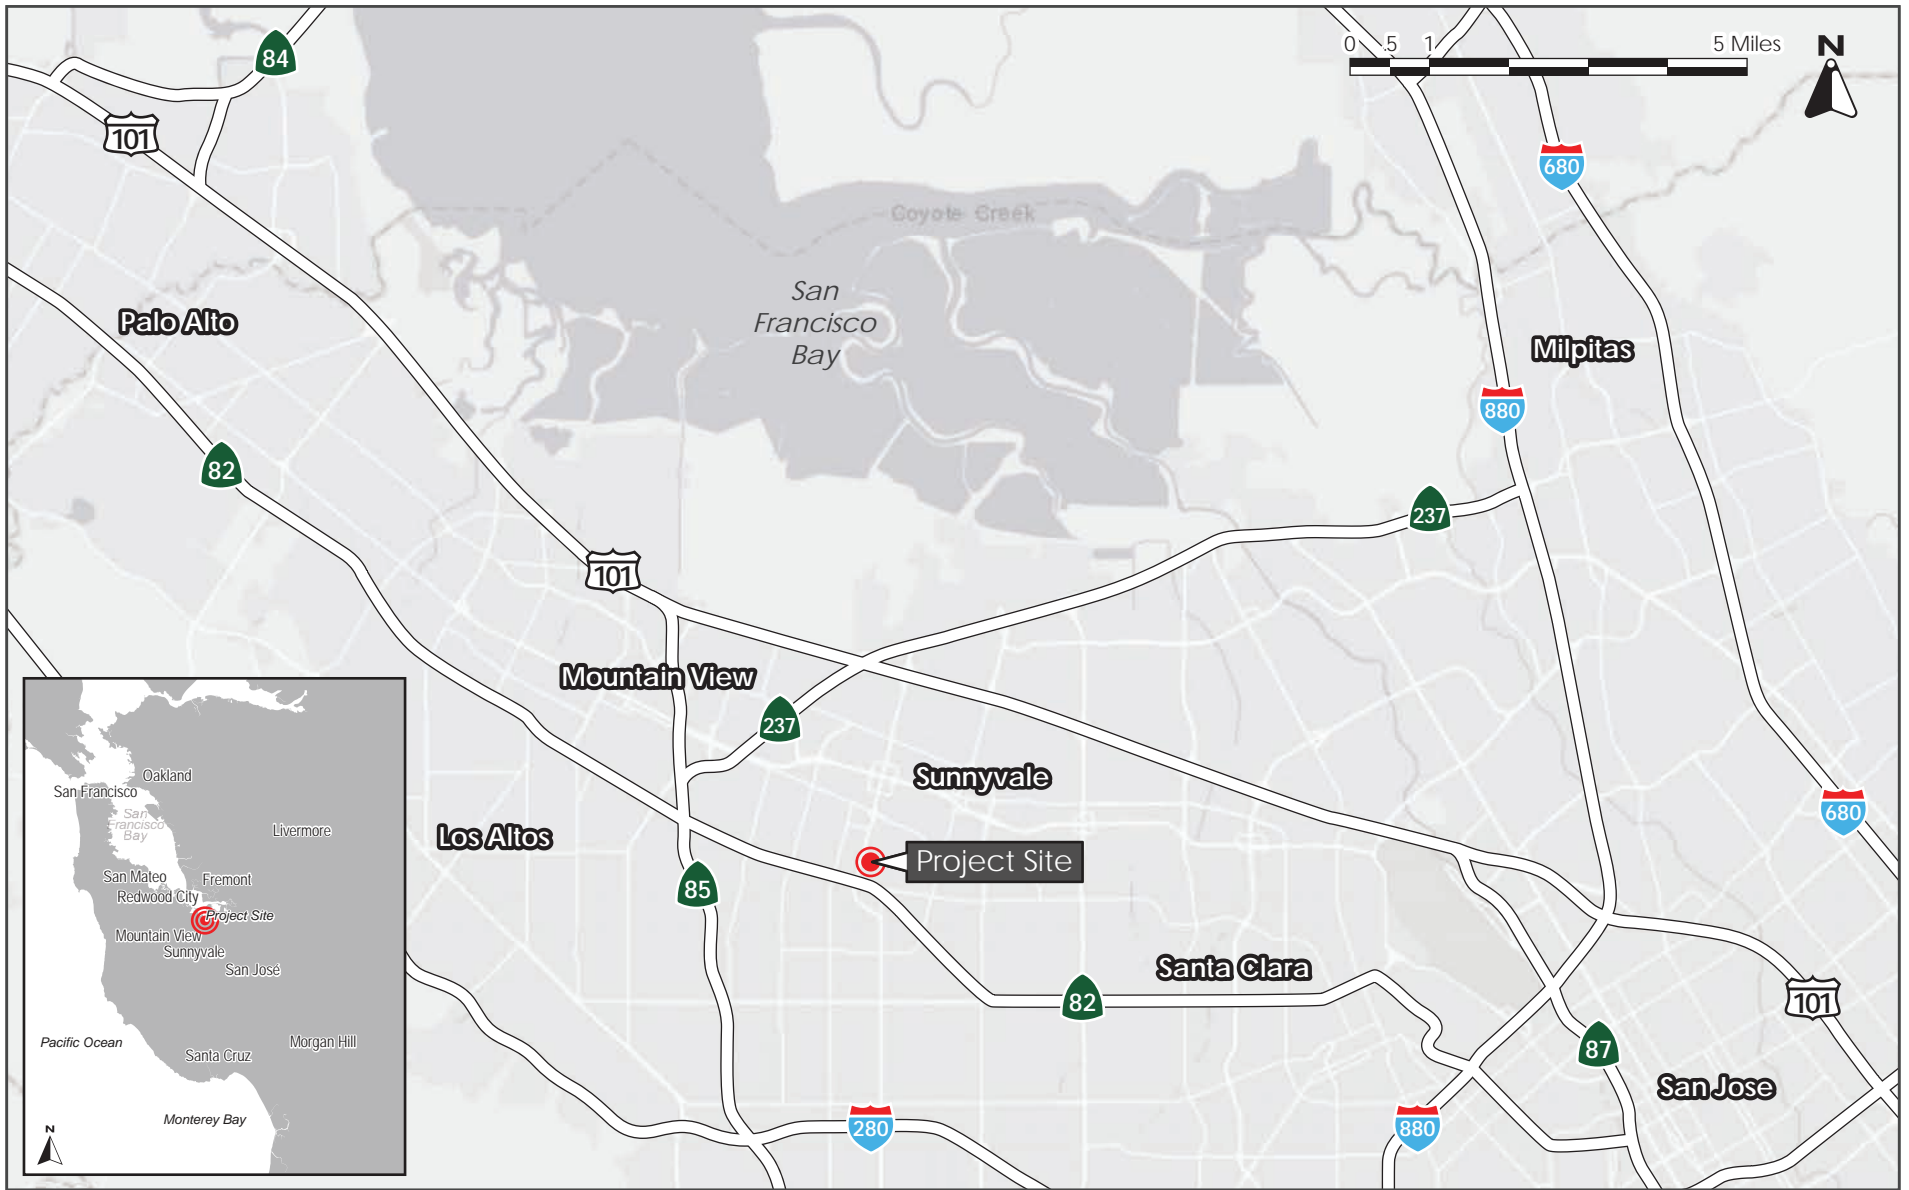 84
0 .5 1 5 Miles
N
101
680
Coyote Creek
San
Francisco
Bay
Palo Alto
Milpitas
880
82
237
101
Mountain View
237
Sunnyvale
680
Los Altos
Project Site
85
Santa Clara
82
101
87
San Jose
280
880
Oakland
San Francisco
San
Francisco
Bay
Livermore
San Mateo
Fremont
Redwood City
Project Site
Mountain View
Sunnyvale
San José
Pacific Ocean
Morgan Hill
Santa Cruz
Monterey Bay
N